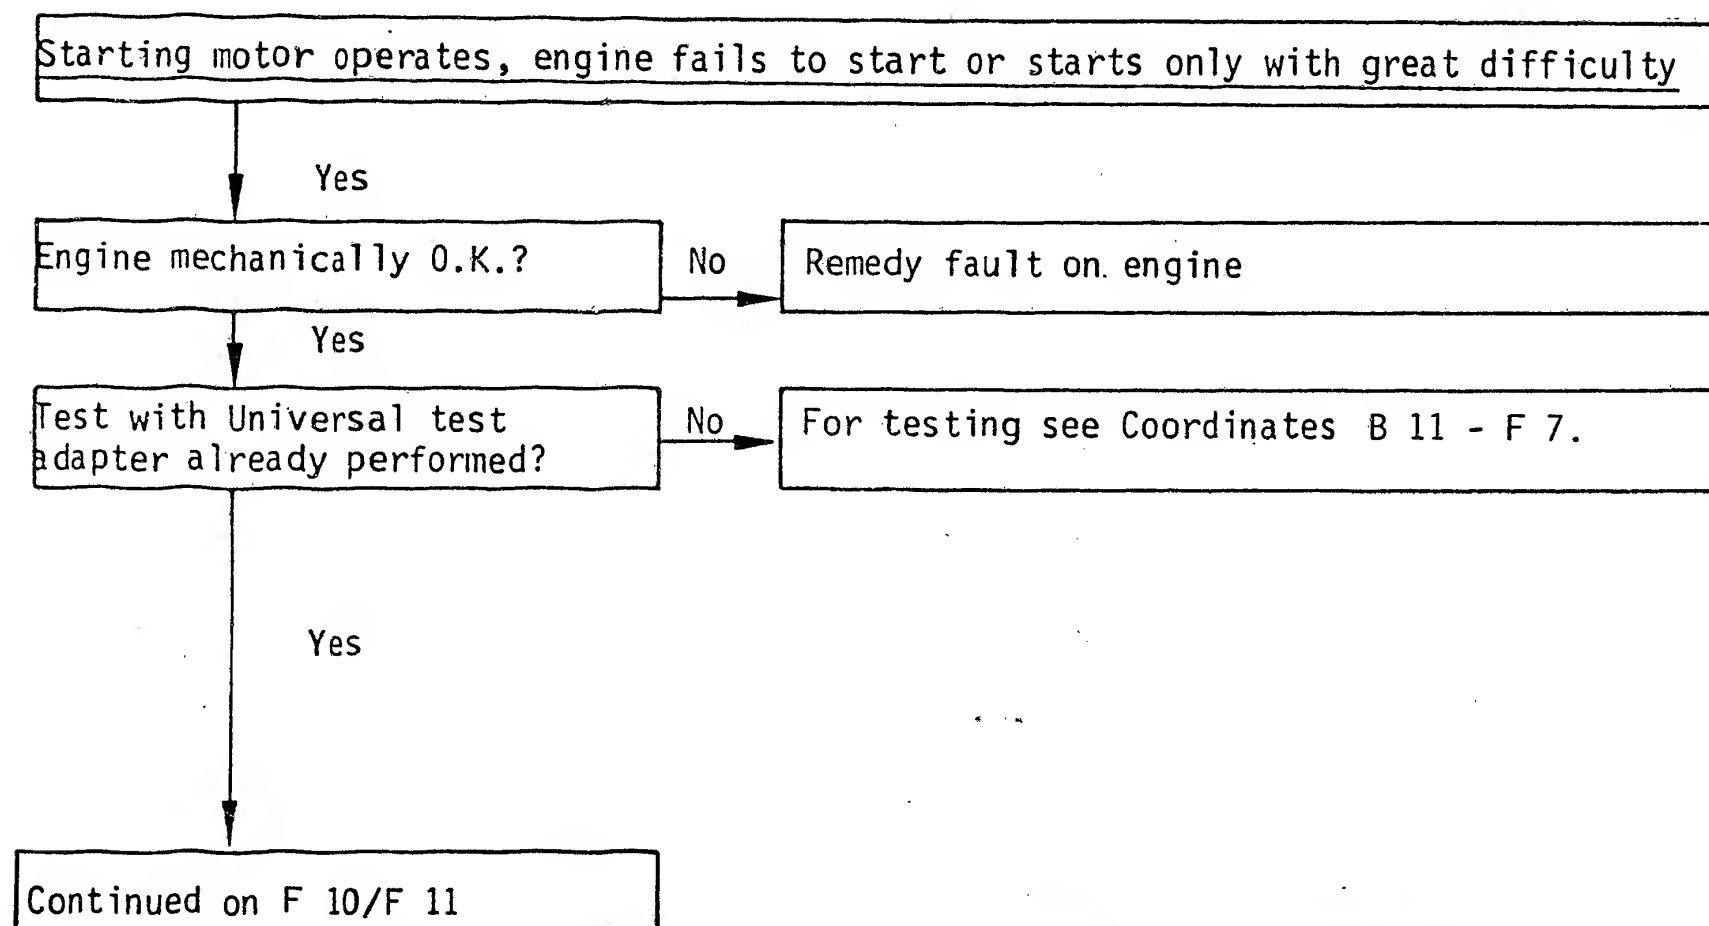 Starting motor operates, engine fails to start or starts only with great difficulty
Yes
Engine mechanically O.K.?
No
Remedy fault on engine
Yes
Test with Universal test
adapter already performed?
No
For testing see Coordinates B 11 - F 7.
Yes
Continued on F 10/F 11